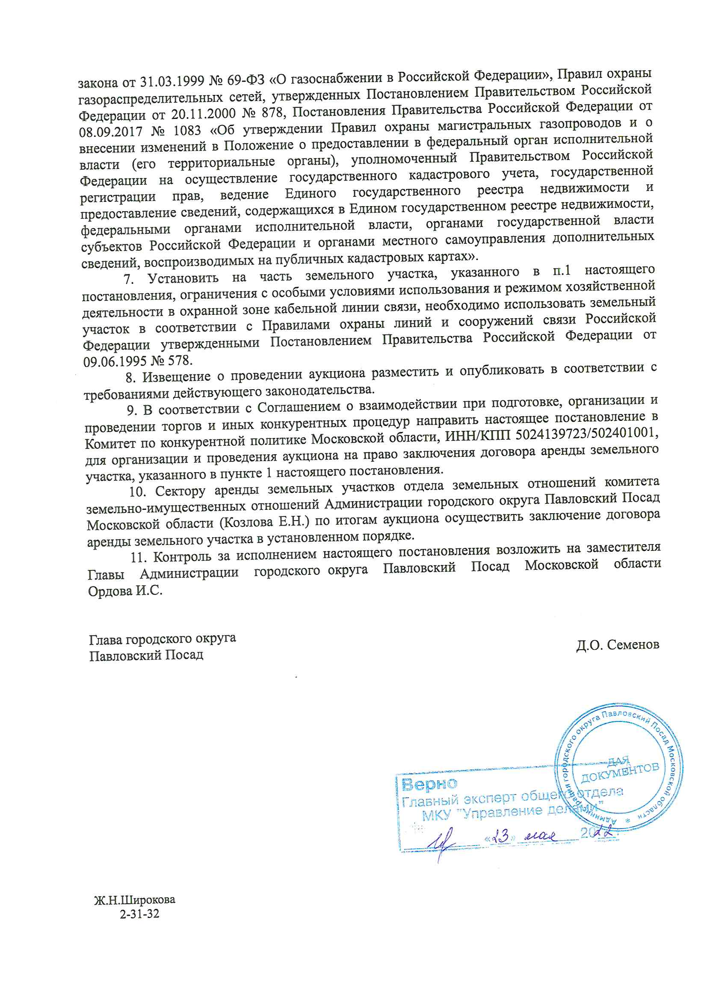 закона от 31.03.1999 № 69-ФЗ «О газоснабжении в Российской Федерации», Правил охраны
газораспределительных сетей, утвержденных Постановлением Правительством Российской
Федерации от 20.11.2000 № 878, Постановления Правительства Российской Федерации от
08.09.2017 № 1083 «Об утверждении Правил охраны магистральных газопроводов и о
внесении изменений в Положение о предоставлении в федеральный орган исполнительной
власти (его территориальные органы), уполномоченный Правительством Российской
Федерации на осуществление государственного кадастрового учета, государственной
регистрации прав, ведение Единого государственного реестра недвижимости и
предоставление сведений, содержащихся в Едином государственном реестре недвижимости,
федеральными органами исполнительной власти, органами государственной власти
субъектов Российской Федерации и органами местного самоуправления дополнительных
сведений, воспроизводимых на публичных кадастровых картах».
7. Установить на часть земельного участка, указанного в п.1 настоящего
постановления, ограничения с особыми условиями использования и режимом хозяйственной
деятельности в охранной зоне кабельной линии связи, необходимо использовать земельный
участок в соответствии с Правилами охраны линий и сооружений связи Российской
Федерации утвержденными Постановлением Правительства Российской Федерации от
09.06.1995 № 578.
8. Извещение о проведении аукциона разместить и опубликовать в соответствии с
требованиями действующего законодательства.
9. В соответствии с Соглашением о взаимодействии при подготовке, организации и
проведении торгов и иных конкурентных процедур направить настоящее постановление в
Комитет по конкурентной политике Московской области, ИНН/КПП 5024139723/502401001,
для организации и проведения аукциона на право заключения договора аренды земельного
участка, указанного в пункте 1 настоящего постановления.
10. Сектору аренды земельных участков отдела земельных отношений комитета
земельно-имущественных отношений Администрации городского округа Павловский Посад
Московской области (Козлова Е.Н.) по итогам аукциона осуществить заключение договора
аренды земельного участка в установленном порядке.
11. Контроль за исполнением настоящего постановления возложить на заместителя
Главы Администрации городского округа Павловский Посад Московской области
Ордова И.С.
Глава городского округа
Павловский Посад
Д.О. Семенов
Администрация городского округа Павловский Посад Московской области *
ДЛЯ
ДОКУМЕНТОВ
Верно
Главный эксперт общего отдела
МКУ "Управление делами"
«23» мая 2022 г.
Ж.Н.Широкова
2-31-32